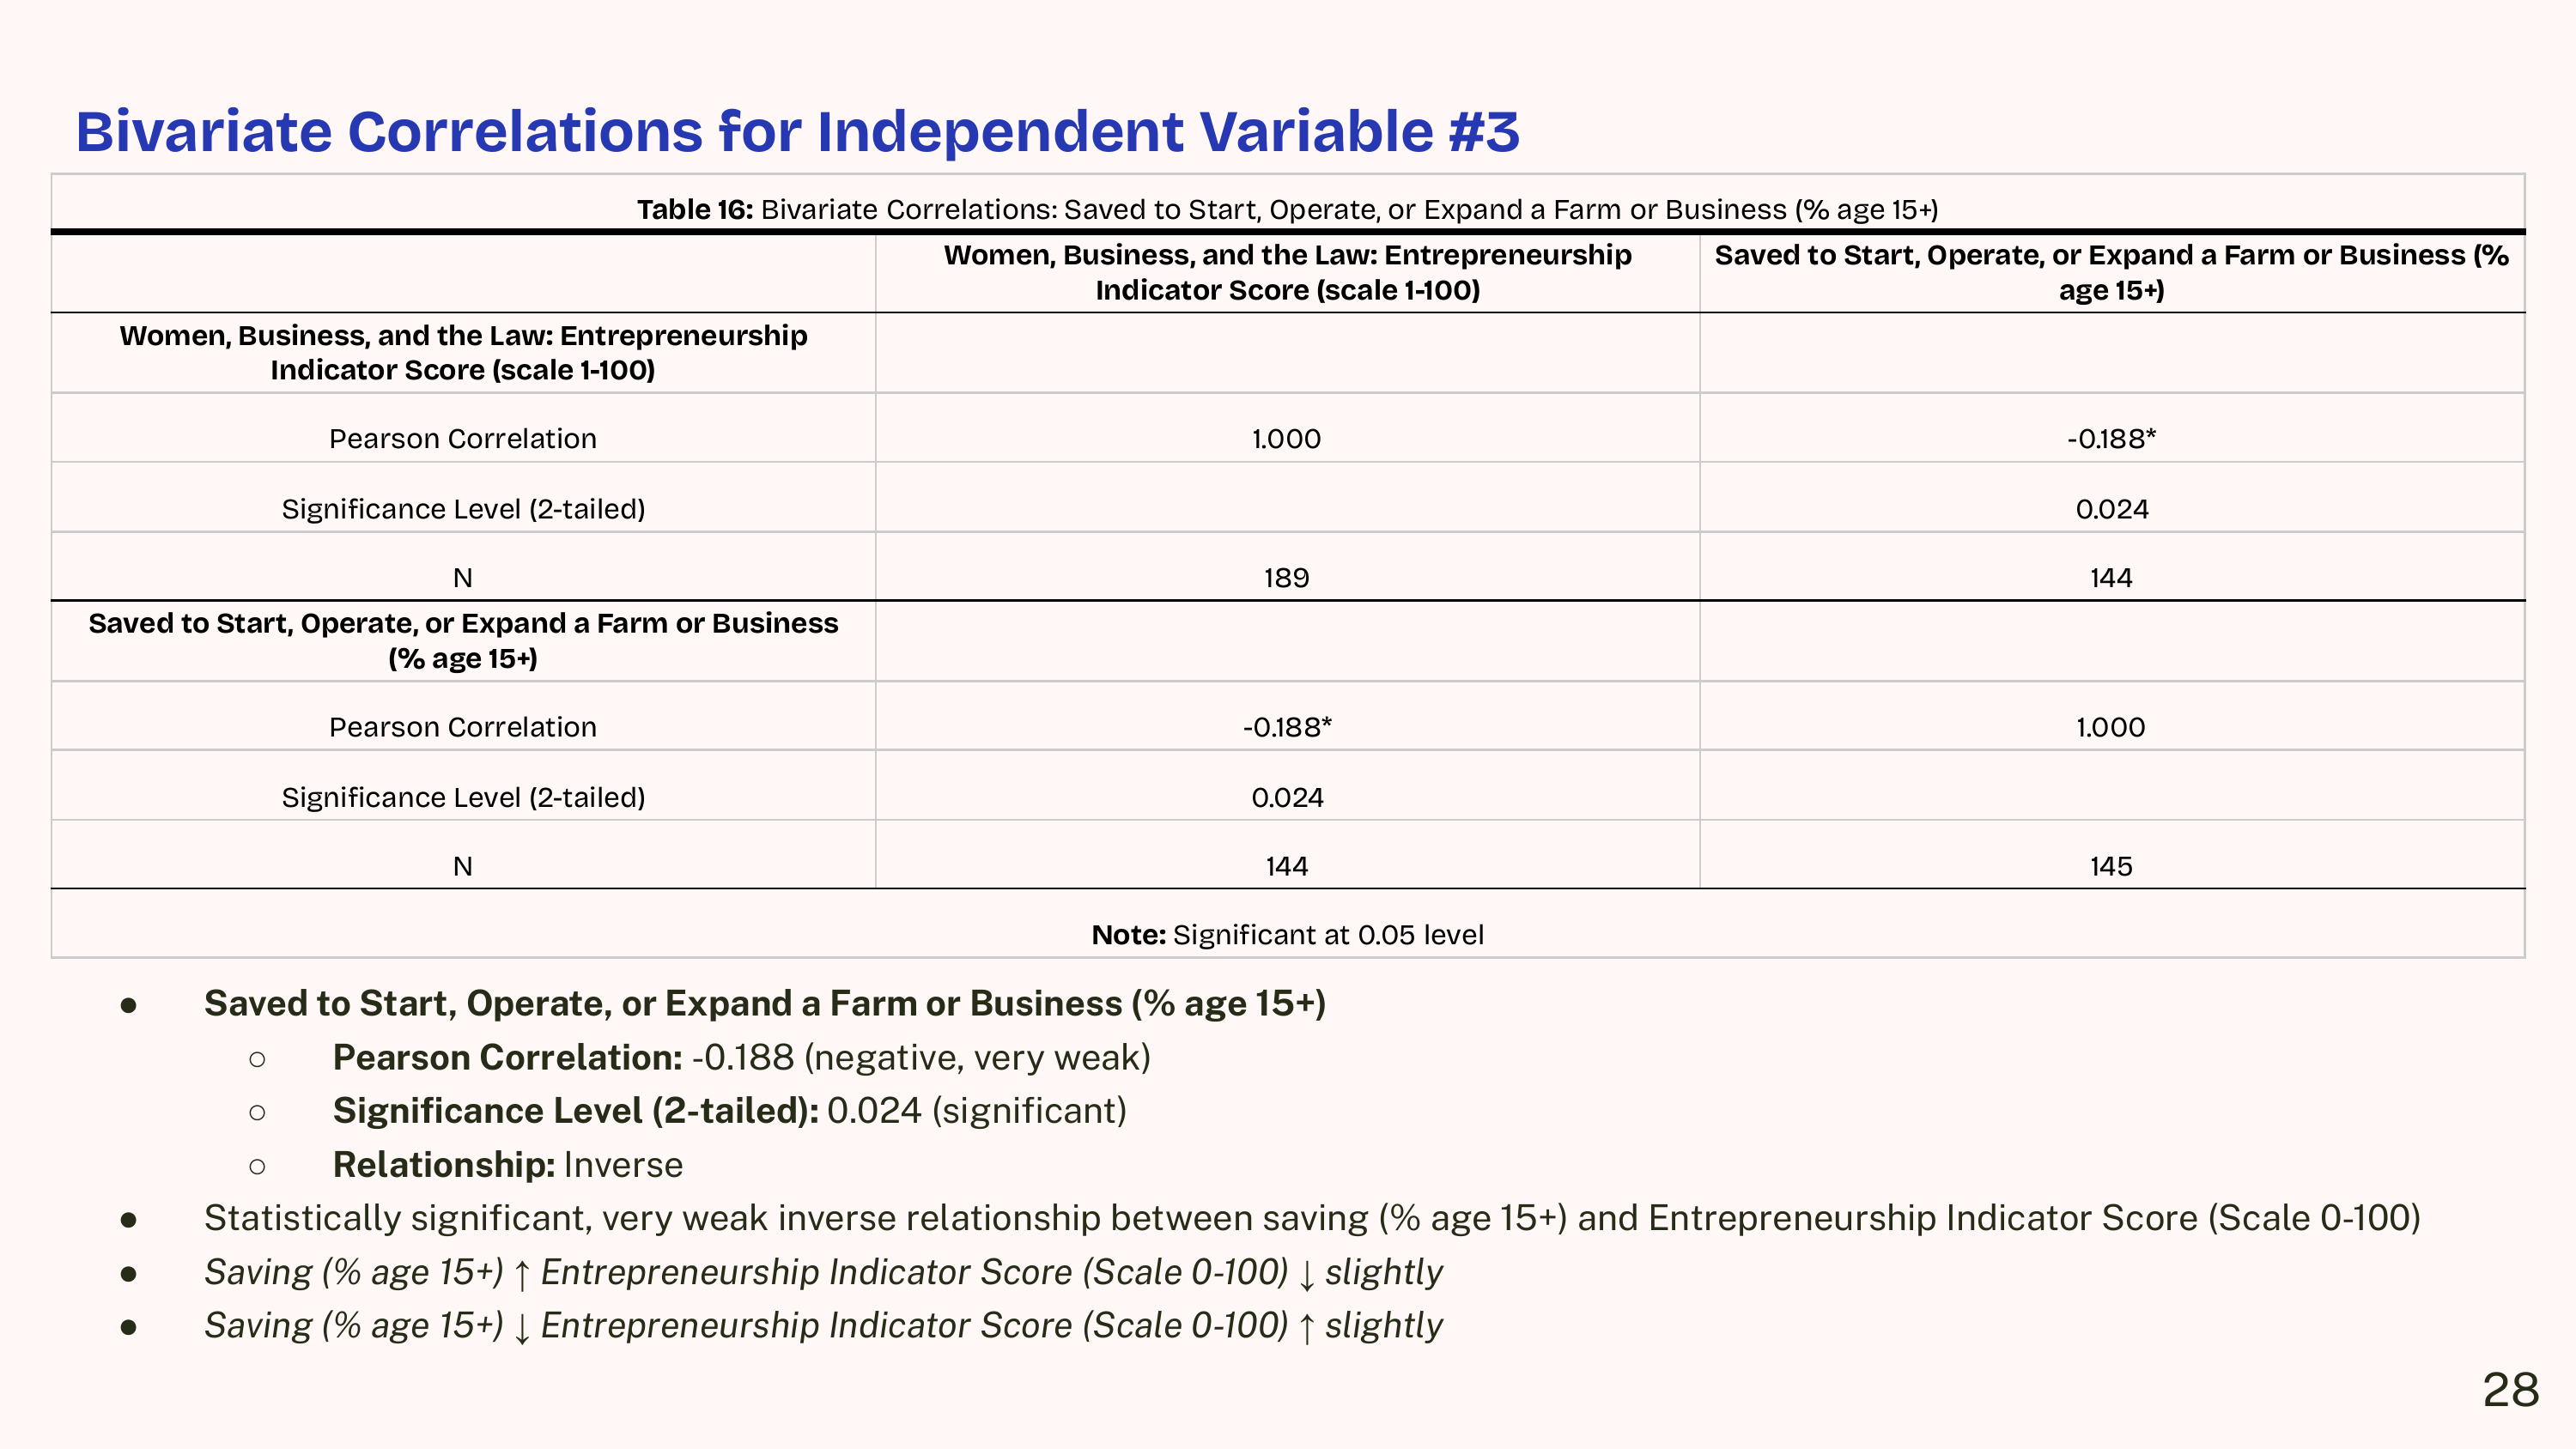 Bivariate Correlations for Independent Variable #3
Table 16: Bivariate Correlations: Saved to Start, Operate, or Expand a Farm or Business (% age 15+)
Women, Business, and the Law: Entrepreneurship
Indicator Score (scale 1-100)
Saved to Start, Operate, or Expand a Farm or Business (%
age 15+)
Women, Business, and the Law: Entrepreneurship
Indicator Score (scale 1-100)
Pearson Correlation 1.000 -0.188*
Significance Level (2-tailed) 0.024
N 189 144
Saved to Start, Operate, or Expand a Farm or Business
(% age 15+)
Pearson Correlation -0.188* 1.000
Significance Level (2-tailed) 0.024
N 144 145
Note: Significant at 0.05 level
● Saved to Start, Operate, or Expand a Farm or Business (% age 15+)
○ Pearson Correlation: -0.188 (negative, very weak)
○ Significance Level (2-tailed): 0.024 (significant)
○ Relationship: Inverse
● Statistically significant, very weak inverse relationship between saving (% age 15+) and Entrepreneurship Indicator Score (Scale 0-100)
● Saving (% age 15+) ↑ Entrepreneurship Indicator Score (Scale 0-100) ↓ slightly
● Saving (% age 15+) ↓ Entrepreneurship Indicator Score (Scale 0-100) ↑ slightly
28